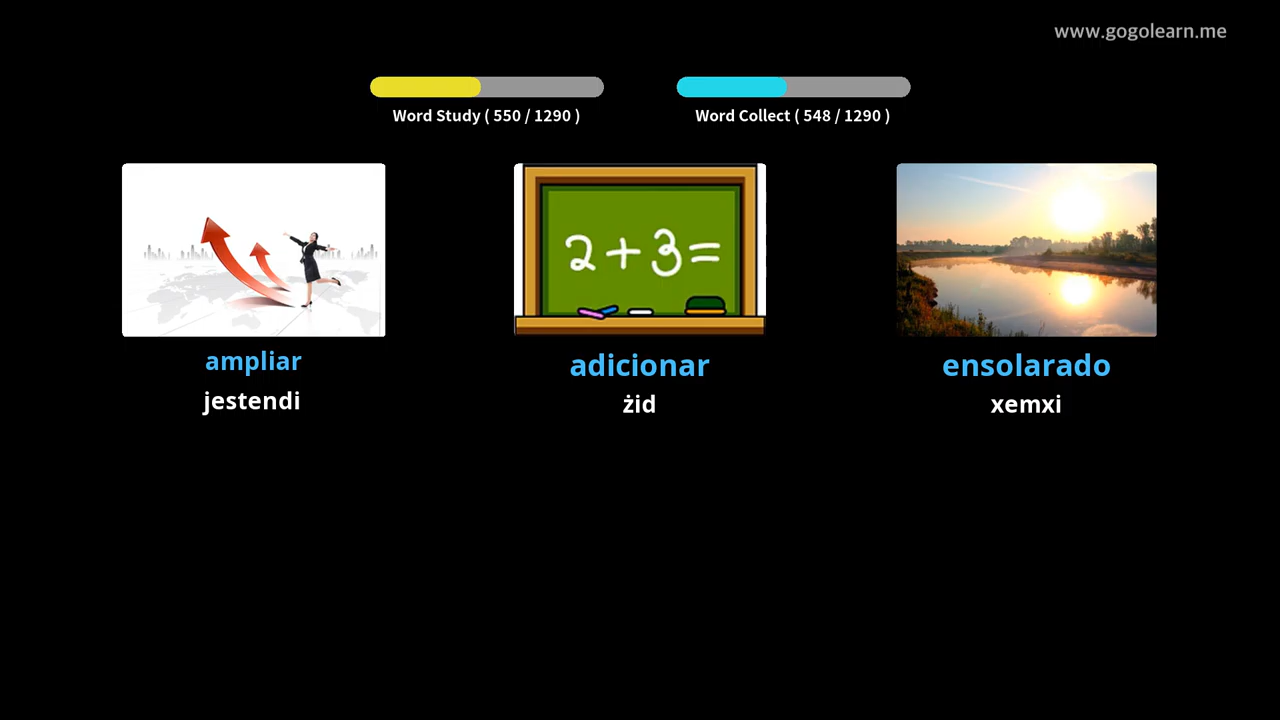 www.gogolearn.me
Word Study ( 550 / 1290 )
Word Collect ( 548 / 1290 )
2+3=
ampliar
adicionar
ensolarado
jestendi
żid
xemxi